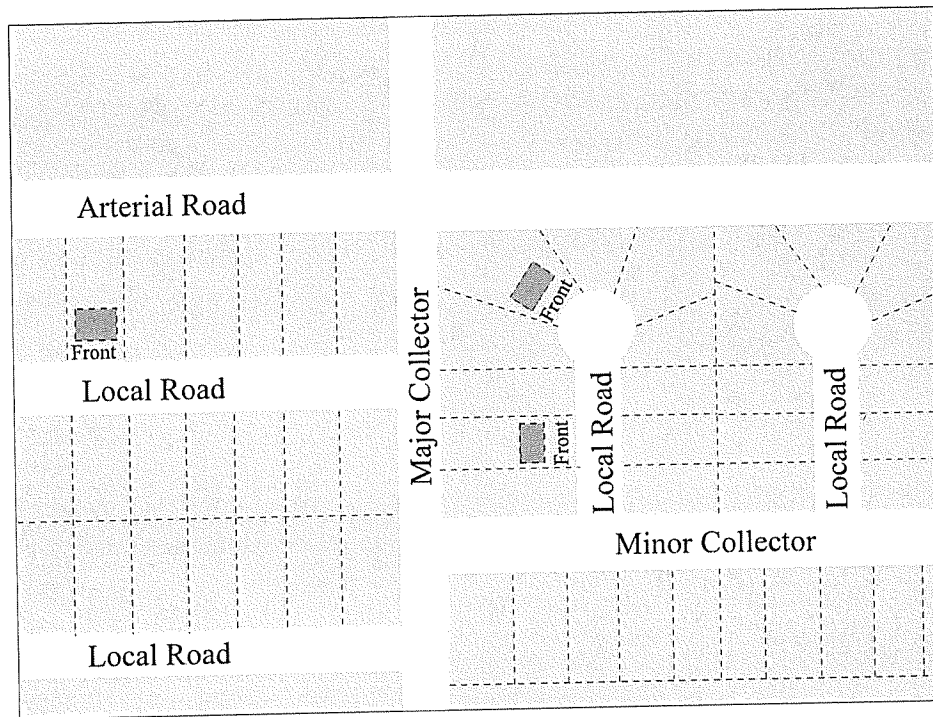 Arterial Road
Front
Local Road
Major Collector
Front
Front
Local Road
Local Road
Minor Collector
Local Road